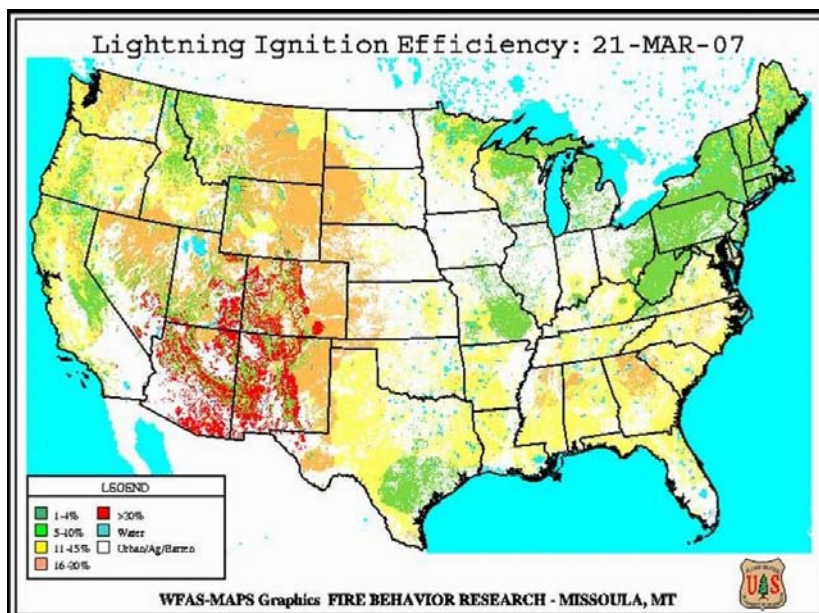 Lightning Ignition Efficiency: 21-MAR-07
LEGEND
1-4%
5-10%
11-15%
16-20%
>20%
Water
Urban/Ag/Barren
WFAS-MAPS Graphics FIRE BEHAVIOR RESEARCH - MISSOULA, MT
U S